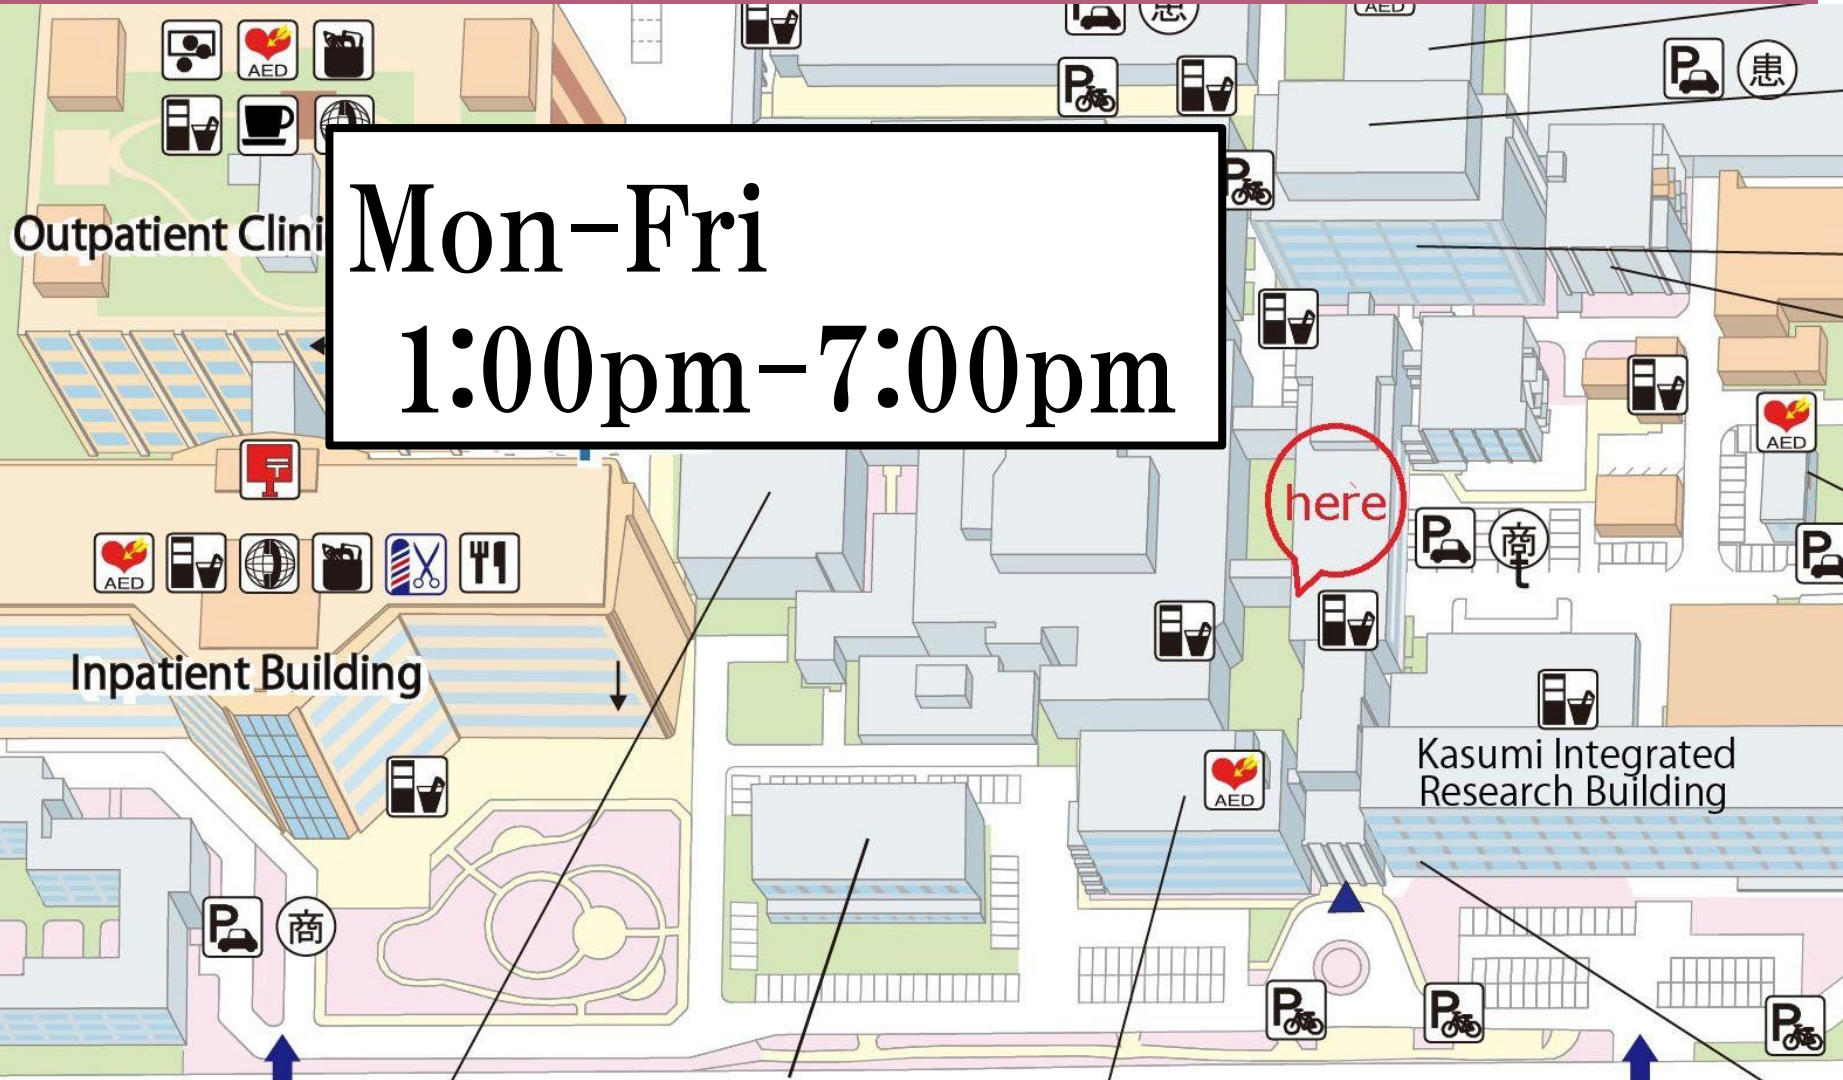 患
AED
P
患
AED
P
P
Outpatient Clini
Mon-Fri
1:00pm-7:00pm
AED
〒
here
AED
P
商
t
P
Inpatient Building
Kasumi Integrated
Research Building
AED
P
商
P
P
P